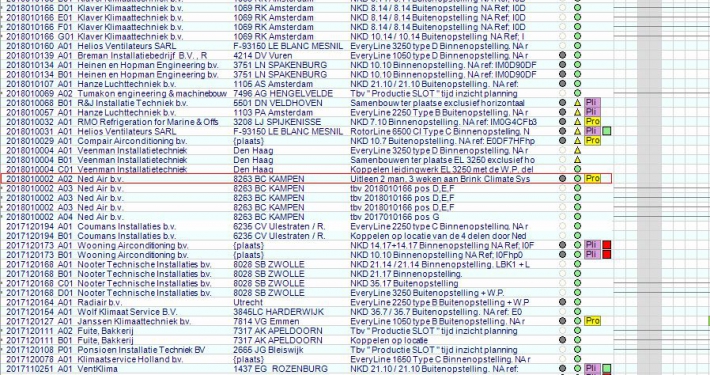 2018010166 D01 Klaver Klimaattechniek b.v. 1069 RK Amsterdam NKD 8.14 / 8.14 Buitenopstelling, NA Ref; I0D
2018010166 E01 Klaver Klimaattechniek b.v. 1069 RK Amsterdam NKD 8.14 / 8.14 Buitenopstelling, NA Ref; I0D
2018010166 F01 Klaver Klimaattechniek b.v. 1069 RK Amsterdam NKD 8.14 / 8.14 Buitenopstelling, NA Ref; I0D
2018010166 G01 Klaver Klimaattechniek b.v. 1069 RK Amsterdam NKD 10.14 / 10.14 Buitenopstelling NA Ref; I
2018010160 A01 Helios Ventilateurs SARL F-93150 LE BLANC MESNIL EveryLine 3250 type D Binnenopstelling, NA r
2018010139 A01 Breman Installatiebedrijf B.V. , R 4214 DV Vuren EveryLine 2250 type D Binnenopstelling. NA r
2018010134 A01 Heinen en Hopman Engineering b.v. 3751 LN SPAKENBURG NKD 10.10 Binnenopstelling. NA ref: IM0D90DF
2018010134 B01 Heinen en Hopman Engineering b.v. 3751 LN SPAKENBURG NKD 10.10 Binnenopstelling. NA ref: IM0D90DF
2018010107 A01 Hanze Luchttechniek b.v. 1105 AS Amsterdam NKD 21.10 / 21.10 Buitenopstelling. NA ref:
2018010079 A02 Tumakon engineering & machinebouw 7496 AG HENGEVELDE Tbv " Productie SLOT " tijd inzicht planning
2018010068 B01 R&J Installatie Techniek b.v. 5501 DN VELDHOVEN Samenbouw ter plaatse exclusief horizontaal Pli
2018010057 A01 Hanze Luchttechniek b.v. 1103 PA Amsterdam EveryLine 2250 Type B Buitenopstelling, NA r Pli
2018010042 A01 RMO Refrigeration for Marine & Offs 3208 LJ SPIJKENISSE NKD 7.10 Binnenopstelling. NA ref: IM0G4CFb3 Pro
2018010031 A01 Helios Ventilateurs SARL F-93150 LE BLANC MESNIL RotorLine 6500 CI Type C Binnenopstelling, N Pli
2018010029 A01 Compair Airconditioning b.v. {plaats} NKD 10.7 Buitenopstelling NA ref: E0DF7HFhp Pro
2018010004 A01 Veenman Installatietechniek Den Haag EveryLine 3250 type B Binnenopstelling, NA r
2018010004 B01 Veenman Installatietechniek Den Haag Samenbouwen ter plaatse EL 3250 exclusief ho
2018010004 C01 Veenman Installatietechniek Den Haag Koppelen leidingwerk EL 3250 met de W.P. del
2018010002 A02 Ned Air b.v. 8263 BC KAMPEN Uitleen 2 man, 3 weken aan Brink Climate Sys Pro
2018010002 A03 Ned Air b.v. 8263 BC KAMPEN tbv 2018010166 pos D,E,F
2018010002 A03 Ned Air b.v. 8263 BC KAMPEN tbv 2018010166 pos D,E,F
2018010002 A03 Ned Air b.v. 8263 BC KAMPEN tbv 2018010166 pos D,E,F
2018010002 A04 Ned Air b.v. 8263 BC KAMPEN tbv 2017010166 pos G
2017120194 A01 Coumans Installaties b.v. 6235 CV Ulestraten / R. EveryLine 2250 type C Binnenopstelling, NA r
2017120194 B01 Coumans Installaties b.v. 6235 CV Ulestraten / R. Koppelen op locatie van de 4 delen door Ned
2017120173 A01 Wooning Airconditioning b.v. {plaats} NKD 14.17+14.17 Binnenopstelling NA Ref; I0F Pli
2017120173 B01 Wooning Airconditioning b.v. {plaats} NKD 10.10 Binnenopstelling NA Ref; I0Fhp0 Pli
2017120168 A01 Nooter Technische Installaties b.v. 8028 SB ZWOLLE NKD 21.14 / 21.14 Binnenopstelling. LBK1 + L
2017120168 B01 Nooter Technische Installaties b.v. 8028 SB ZWOLLE NKD 21.17 Binnenopstelling.
2017120168 C01 Nooter Technische Installaties b.v. 8028 SB ZWOLLE NKD 35.17 Buitenopstelling
2017120168 D01 Nooter Technische Installaties b.v. 8028 SB ZWOLLE EveryLine 3250 Buitenopstelling + W.P.
2017120164 A01 Radiair b.v. Utrecht EveryLine 2250 type B Buitenopstelling + W.P
2017120154 A01 Wolf Klimaat Service B.V. 3846LC HARDERWIJK NKD 35.7 / 35.7 Buitenopstelling. NA ref: E0
2017120127 A01 Janssen Klimaattechniek b.v. 7814 VG Emmen EveryLine 1050 type B Buitenopstelling. NA r Pro
2017120111 A02 Fuite, Bakkerij 7317 AK APELDOORN Tbv " Productie SLOT " tijd inzicht planning
2017120111 B01 Fuite, Bakkerij 7317 AK APELDOORN Koppelen op locatie
2017120108 P01 Ponsioen Installatie Techniek BV 2665 JG Bleiswijk Tbv " Productie SLOT " tijd inzicht planning
2017120078 A01 Klimaatservice Holland b.v. {plaats} EveryLine 1650 Type C Binnenopstelling, NA r
2017110251 A01 VentKlima 1437 EG ROZENBURG NKD 21.10 / 21.10 Buitenopstelling, NA ref: Pli